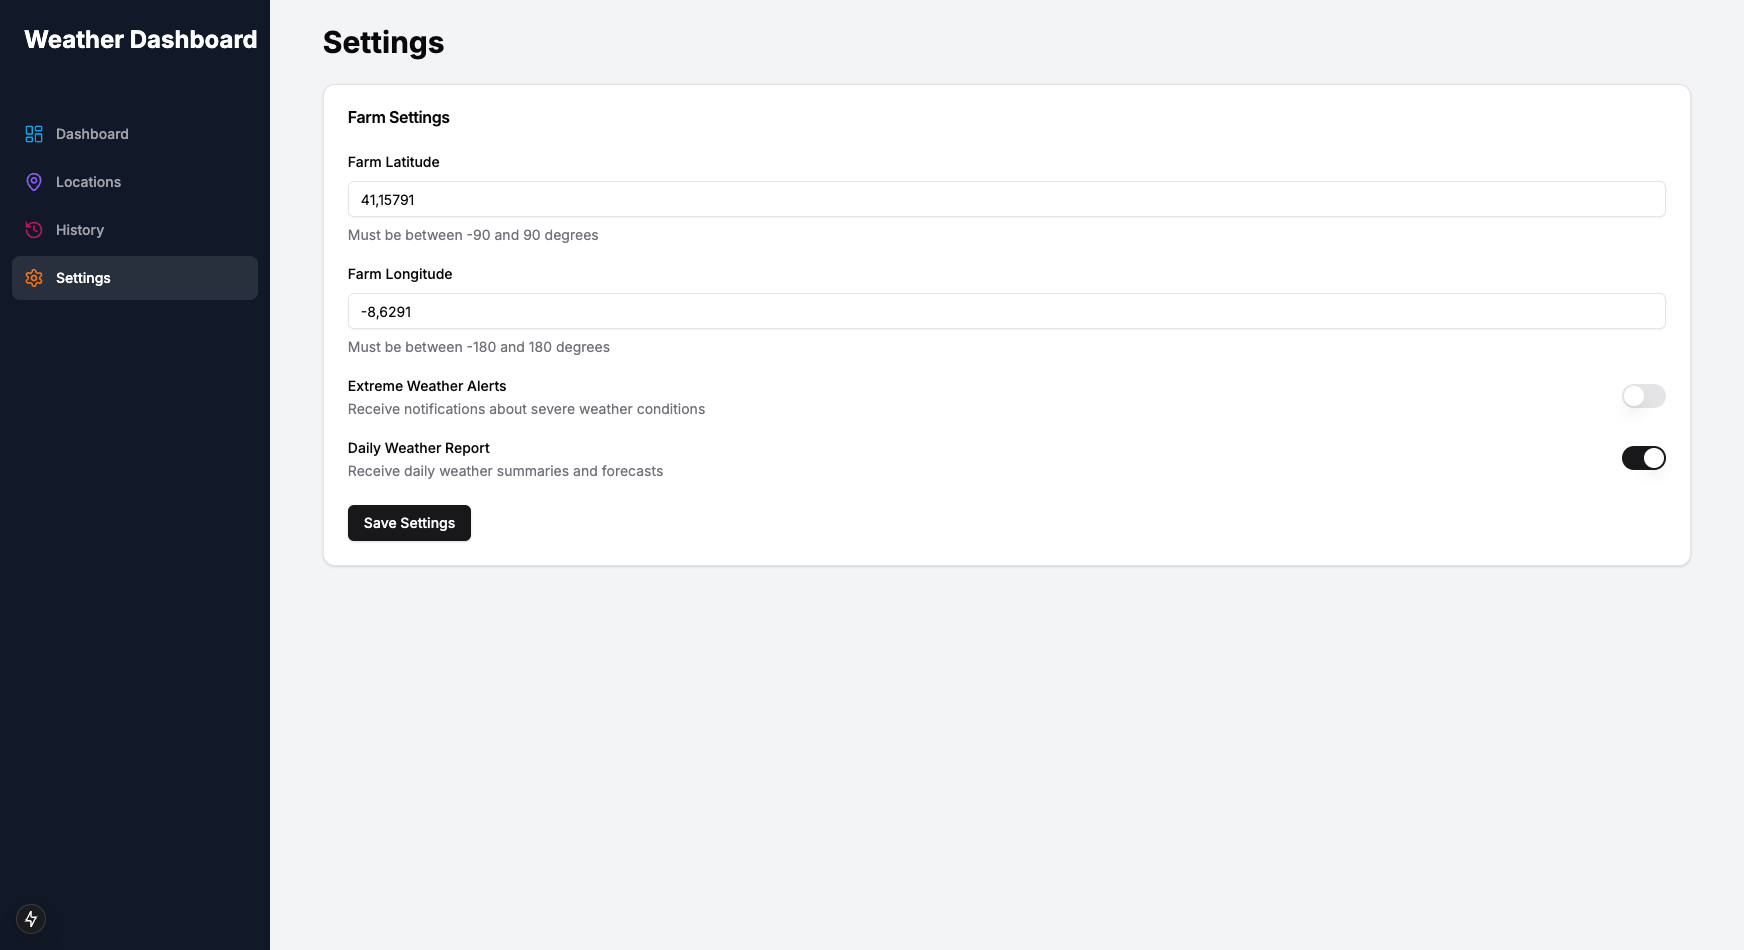 Weather Dashboard
Dashboard
Locations
History
Settings
Settings
Farm Settings
Farm Latitude
41,15791
Must be between -90 and 90 degrees
Farm Longitude
-8,6291
Must be between -180 and 180 degrees
Extreme Weather Alerts
Receive notifications about severe weather conditions
Daily Weather Report
Receive daily weather summaries and forecasts
Save Settings